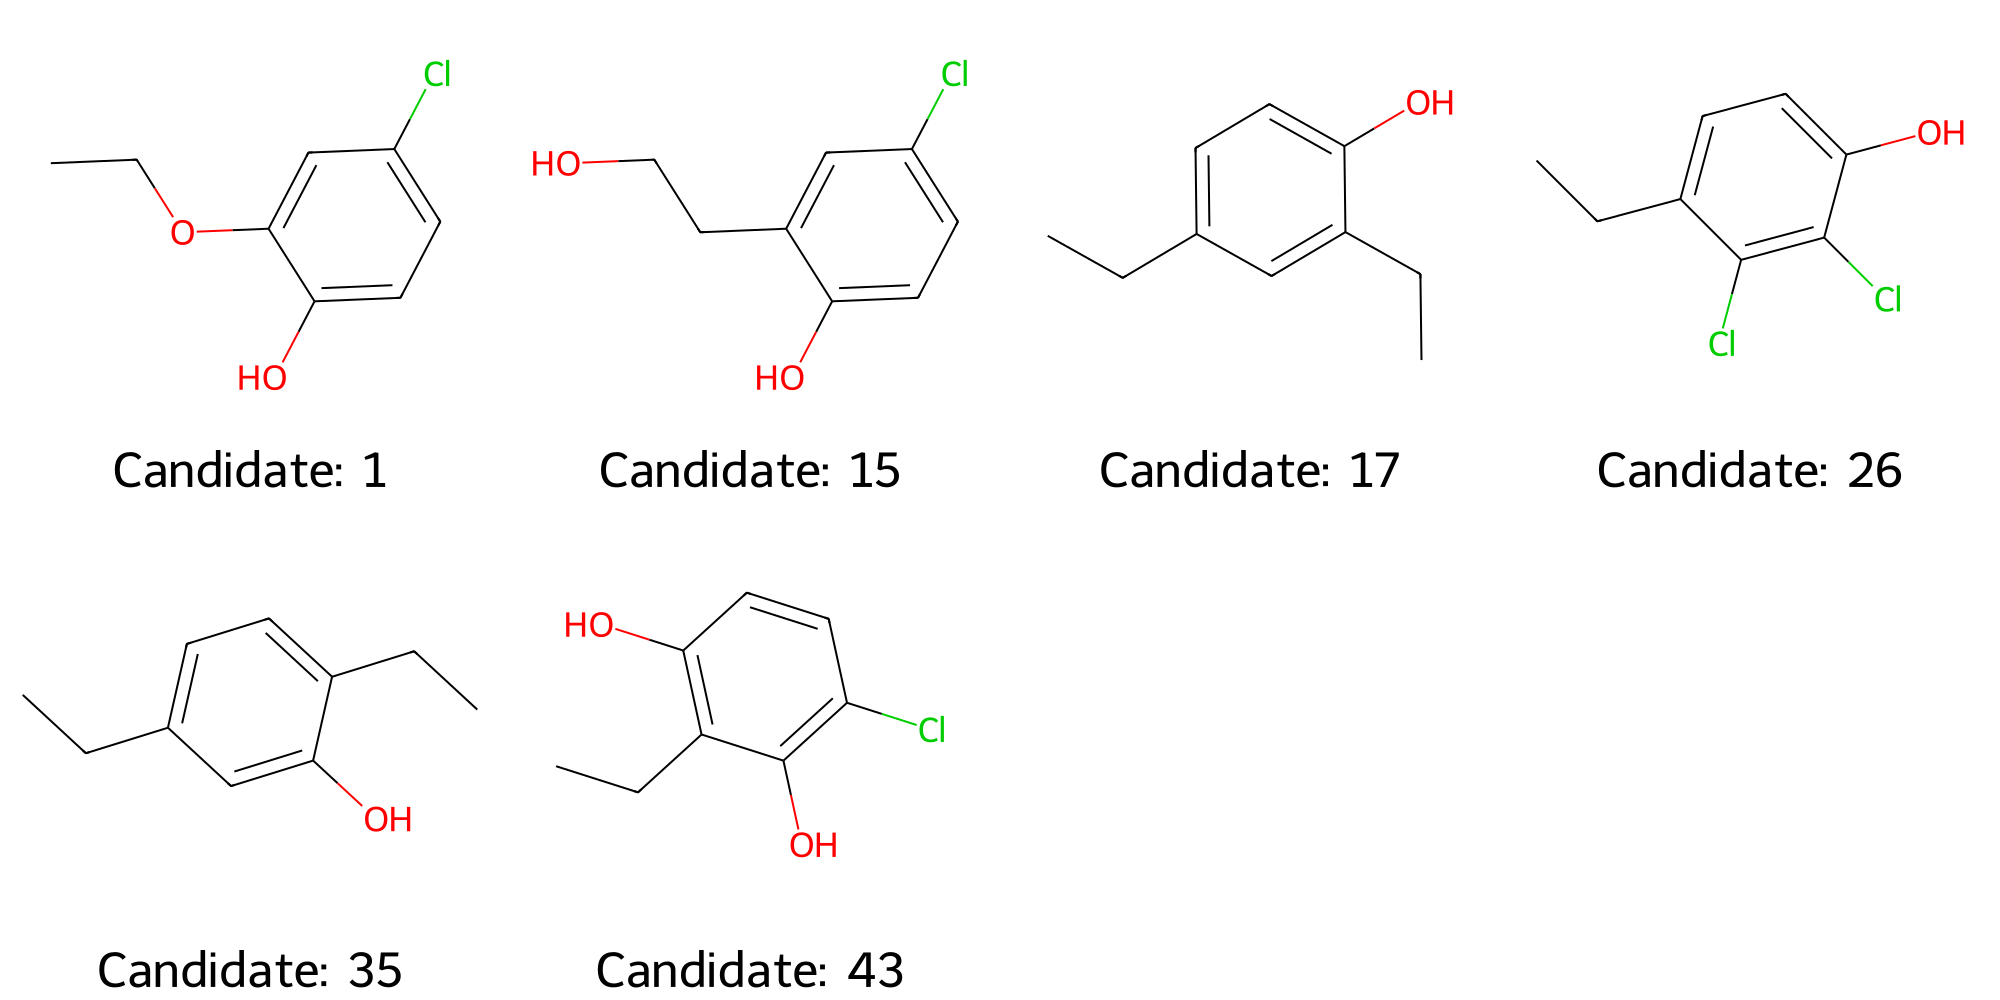 Cl
O
HO
Candidate: 1
Cl
HO
HO
Candidate: 15
OH
Candidate: 17
OH
Cl
Cl
Candidate: 26
OH
Candidate: 35
HO
Cl
OH
Candidate: 43